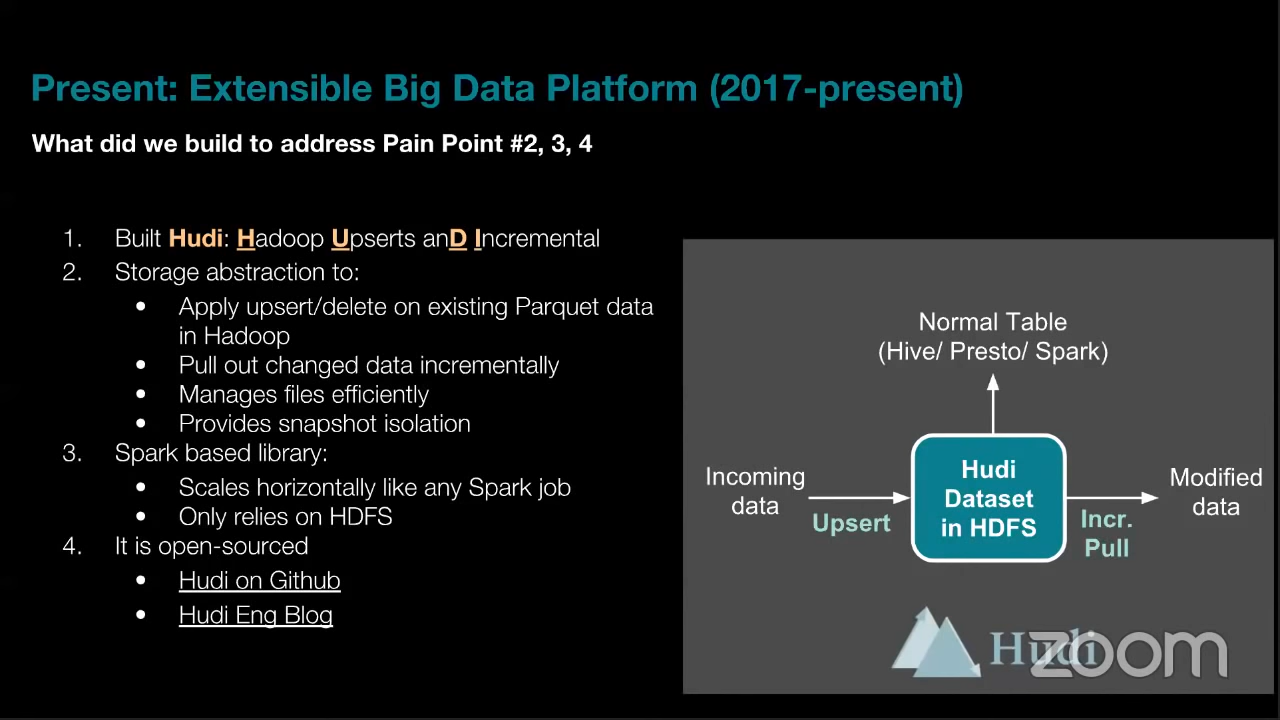 Present: Extensible Big Data Platform (2017-present)
What did we build to address Pain Point #2, 3, 4
1. Built Hudi: Hadoop Upserts anD Incremental
2. Storage abstraction to:
• Apply upsert/delete on existing Parquet data
in Hadoop
• Pull out changed data incrementally
• Manages files efficiently
• Provides snapshot isolation
3. Spark based library:
• Scales horizontally like any Spark job
• Only relies on HDFS
4. It is open-sourced
• Hudi on Github
• Hudi Eng Blog
Normal Table
(Hive/ Presto/ Spark)
Incoming
data
Upsert
Hudi
Dataset
in HDFS
Incr.
Pull
Modified
data
Hudi
zoom